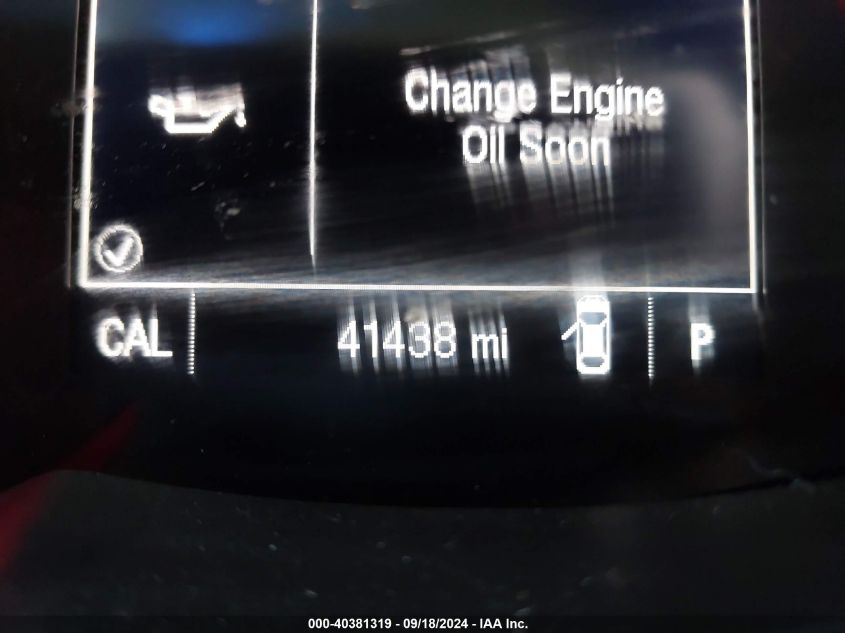 Change Engine
Oil Soon
CAL 41438 mi P
000-40381319 - 09/18/2024 - IAA Inc.